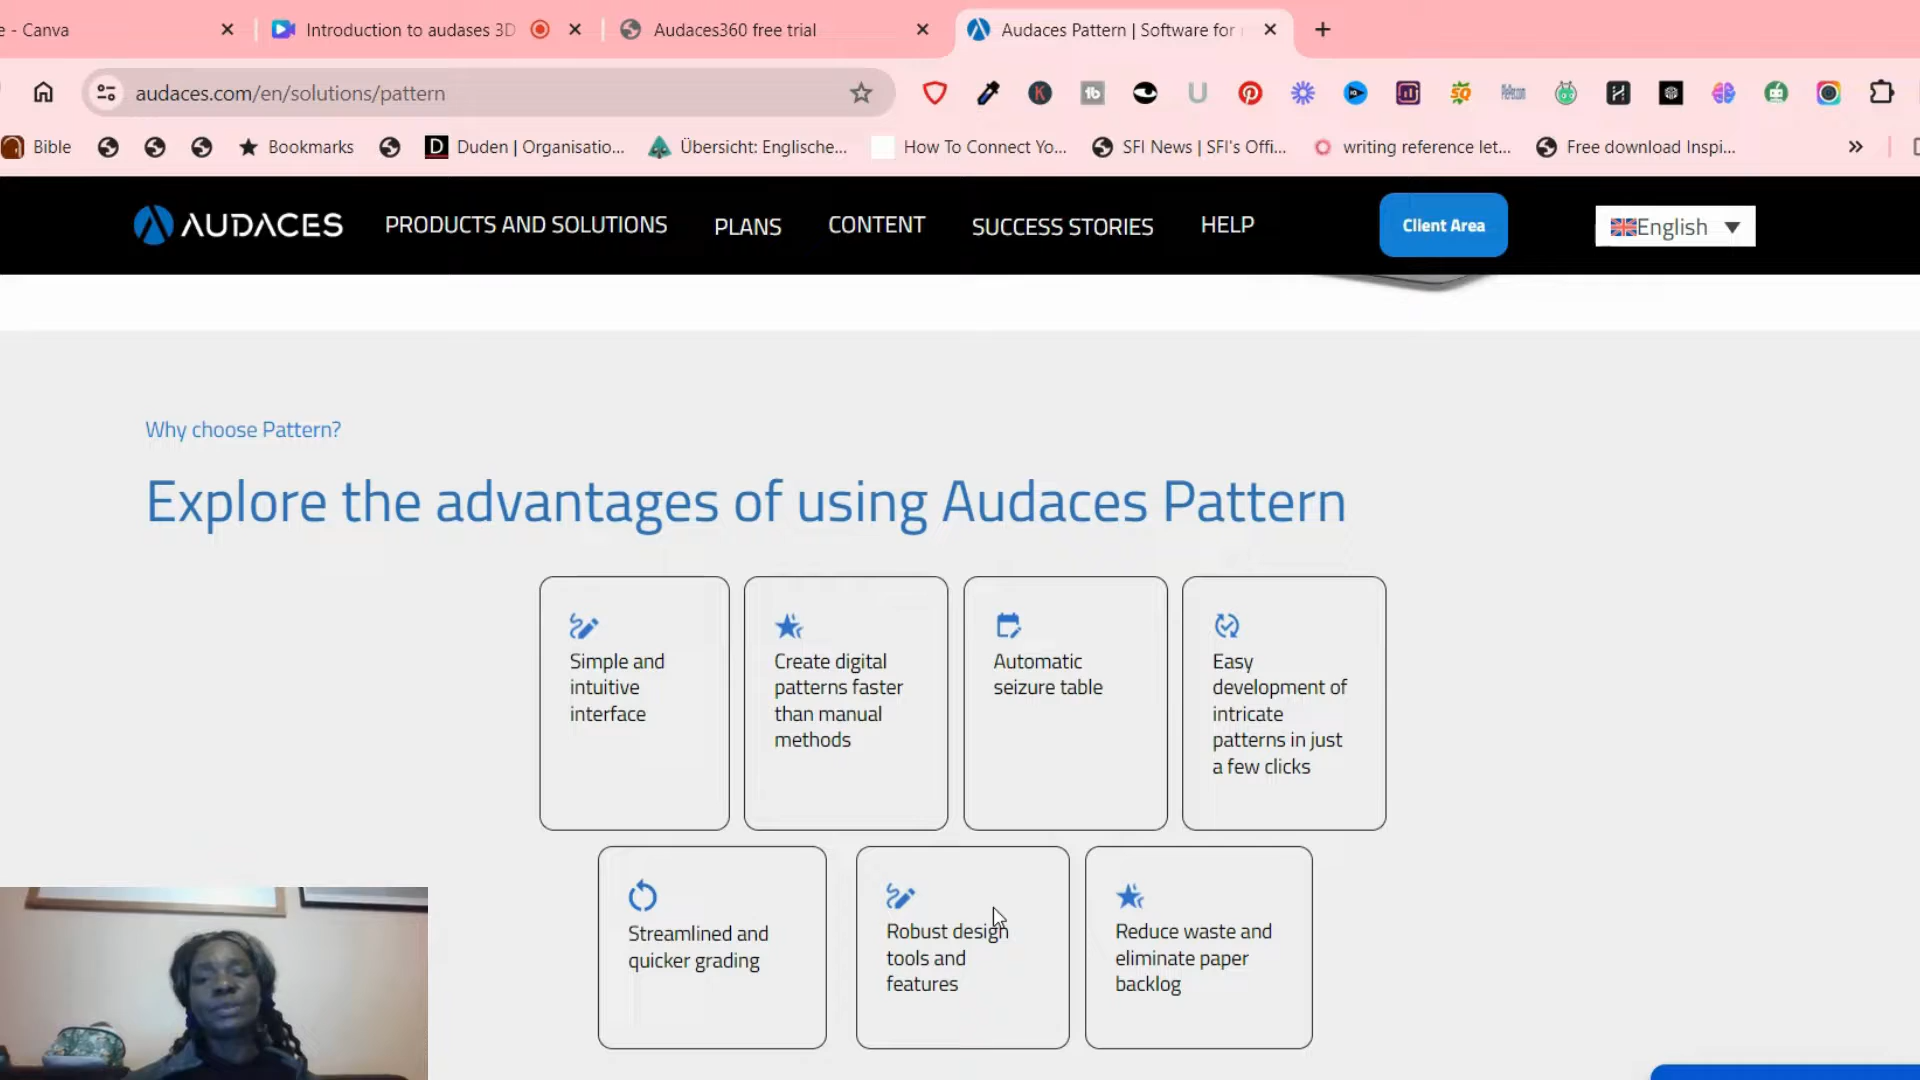 e - Canva
Introduction to audases 3D
Audaces360 free trial
Audaces Pattern | Software for
audaces.com/en/solutions/pattern
Bible
Bookmarks
D
Duden | Organisatio...
Übersicht: Englische...
How To Connect Yo...
SFI News | SFI's Offi...
writing reference let...
Free download Inspi...
AUDACES
PRODUCTS AND SOLUTIONS
PLANS
CONTENT
SUCCESS STORIES
HELP
Client Area
English
Why choose Pattern?
Explore the advantages of using Audaces Pattern
Simple and
intuitive
interface
Create digital
patterns faster
than manual
methods
Automatic
seizure table
Easy
development of
intricate
patterns in just
a few clicks
Streamlined and
quicker grading
Robust design
tools and
features
Reduce waste and
eliminate paper
backlog